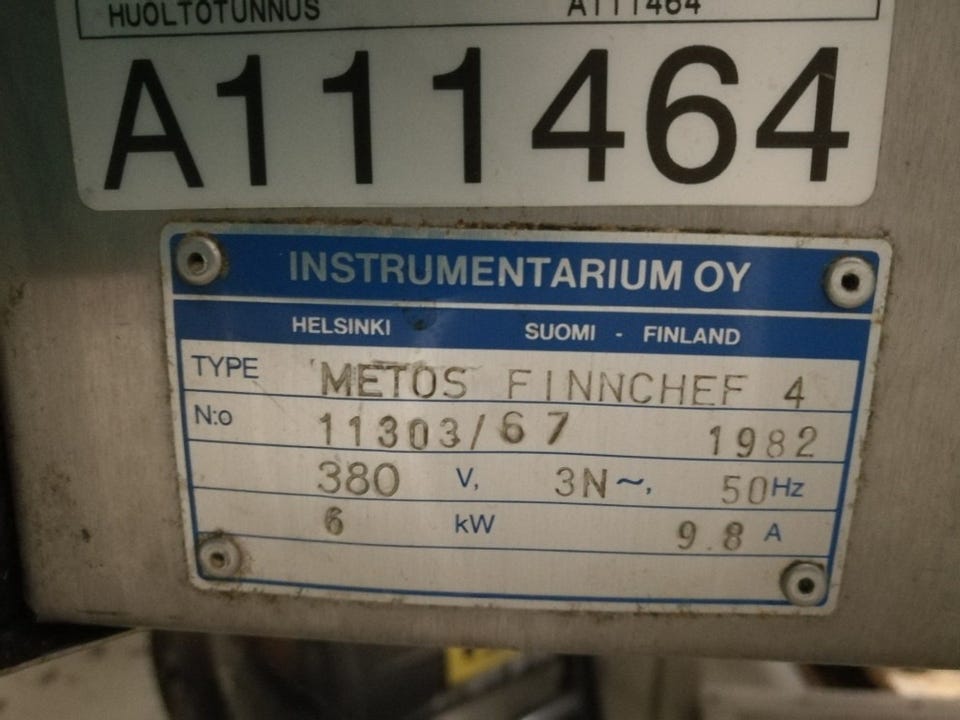 HUOLTOTUNNUS A111464
A111464
INSTRUMENTARIUM OY
HELSINKI SUOMI - FINLAND
TYPE METOS FINNCHEF 4
N:o 11303/67 1982
380 V, 3N~, 50Hz
6 kW 9.8 A